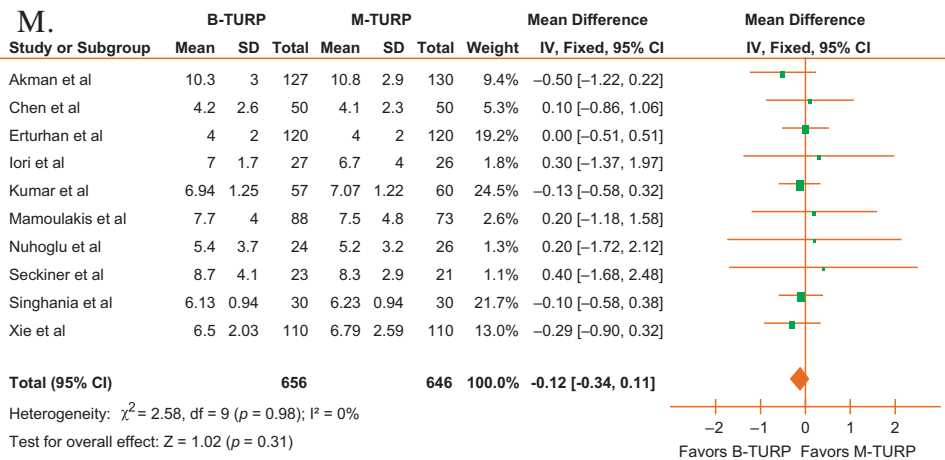 M.
B-TURP M-TURP Mean Difference Mean Difference
Study or Subgroup Mean SD Total Mean SD Total Weight IV, Fixed, 95% CI IV, Fixed, 95% CI
Akman et al 10.3 3 127 10.8 2.9 130 9.4% –0.50 [–1.22, 0.22]
Chen et al 4.2 2.6 50 4.1 2.3 50 5.3% 0.10 [–0.86, 1.06]
Erturhan et al 4 2 120 4 2 120 19.2% 0.00 [–0.51, 0.51]
Iori et al 7 1.7 27 6.7 4 26 1.8% 0.30 [–1.37, 1.97]
Kumar et al 6.94 1.25 57 7.07 1.22 60 24.5% –0.13 [–0.58, 0.32]
Mamoulakis et al 7.7 4 88 7.5 4.8 73 2.6% 0.20 [–1.18, 1.58]
Nuhoglu et al 5.4 3.7 24 5.2 3.2 26 1.3% 0.20 [–1.72, 2.12]
Seckiner et al 8.7 4.1 23 8.3 2.9 21 1.1% 0.40 [–1.68, 2.48]
Singhania et al 6.13 0.94 30 6.23 0.94 30 21.7% –0.10 [–0.58, 0.38]
Xie et al 6.5 2.03 110 6.79 2.59 110 13.0% –0.29 [–0.90, 0.32]
Total (95% CI) 656 646 100.0% -0.12 [-0.34, 0.11]
Heterogeneity: χ² = 2.58, df = 9 (p = 0.98); I² = 0%
Test for overall effect: Z = 1.02 (p = 0.31)
–2 –1 0 1 2
Favors B-TURP Favors M-TURP